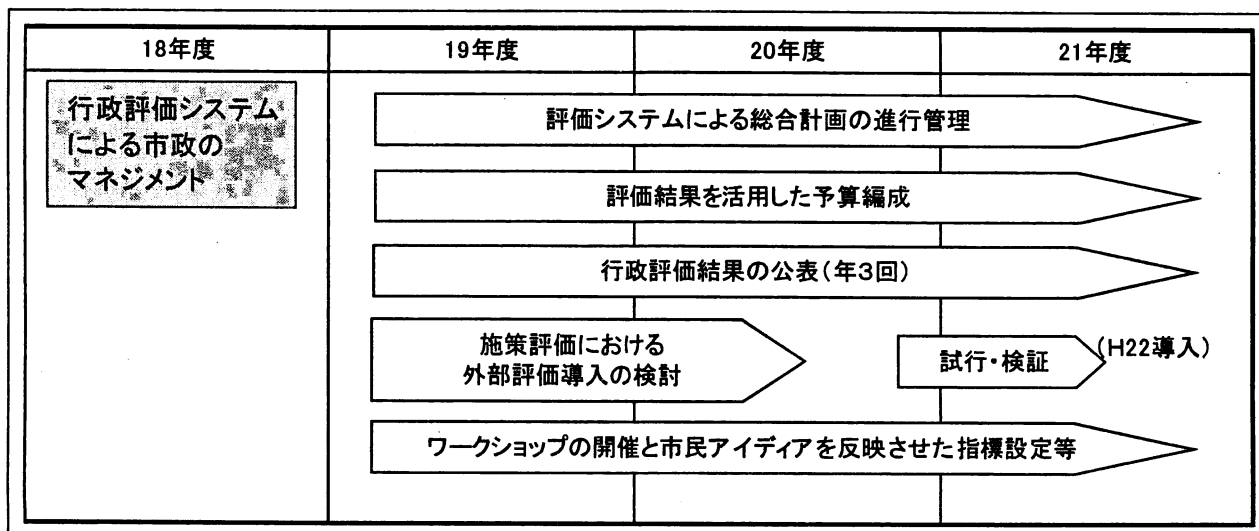 18年度
19年度
20年度
21年度
行政評価システム
による市政の
マネジメント
評価システムによる総合計画の進行管理
評価結果を活用した予算編成
行政評価結果の公表(年3回)
施策評価における
外部評価導入の検討
試行・検証
(H22導入)
ワークショップの開催と市民アイディアを反映させた指標設定等